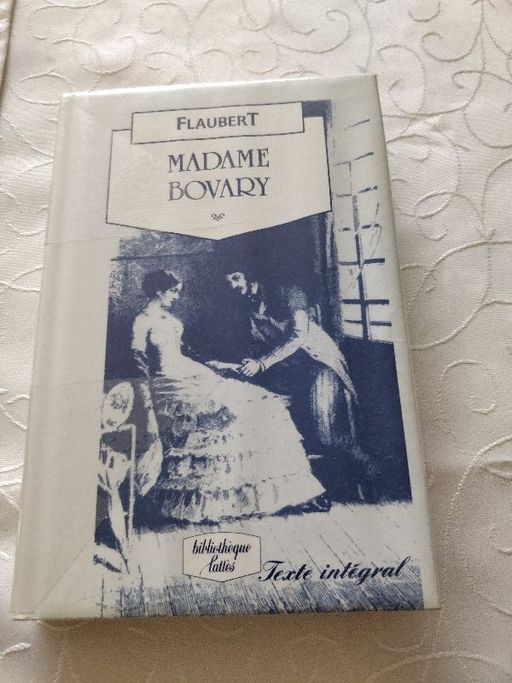 FLAUBERT
MADAME
BOVARY
bibliothèque
Lattès
Texte intégral